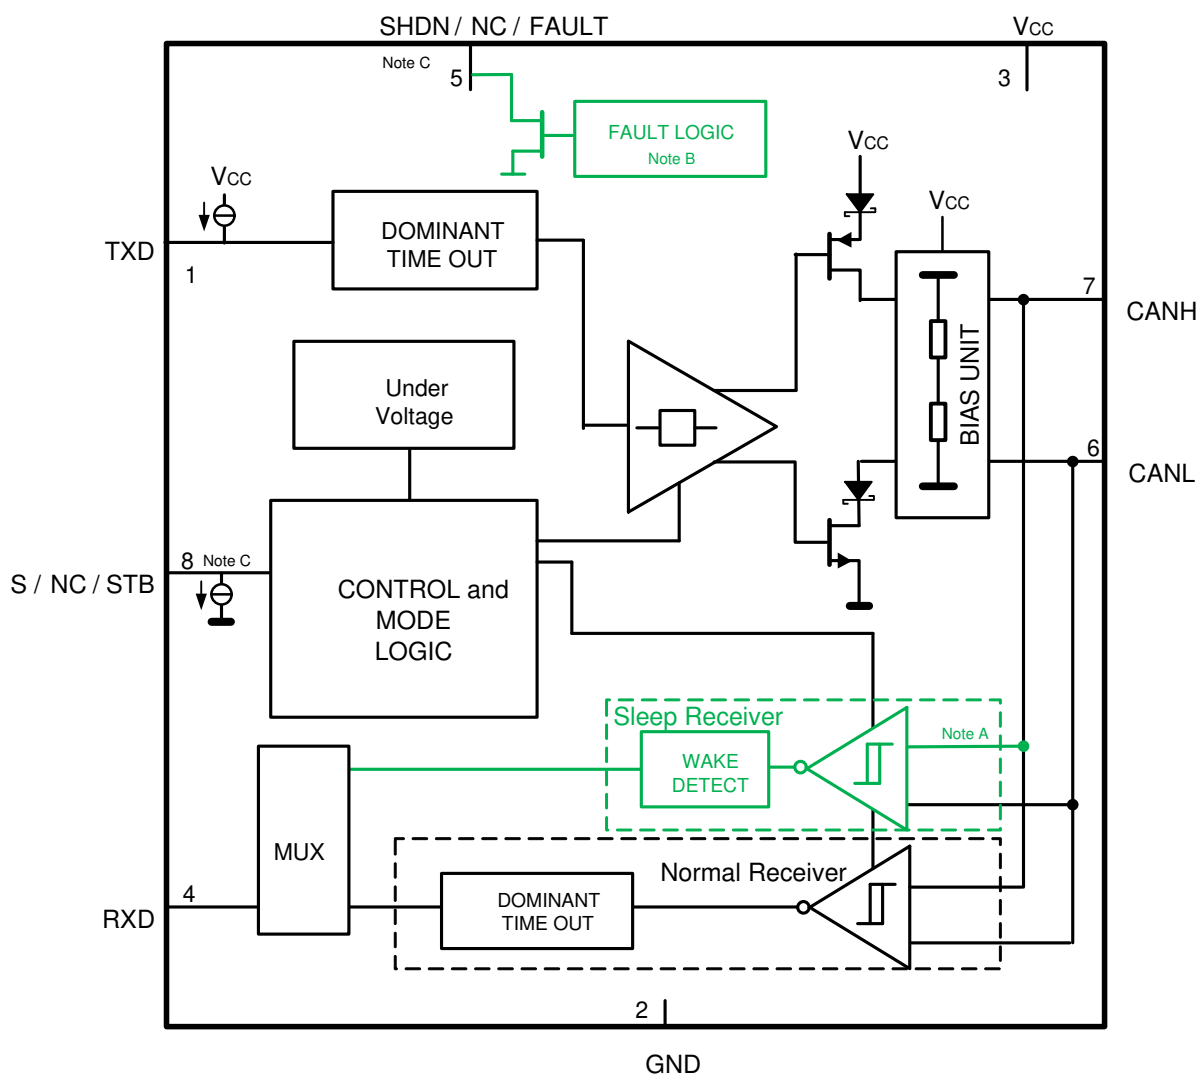 SHDN / NC / FAULT
VCC
Note C
5
3
FAULT LOGIC
Note B
VCC
VCC
VCC
DOMINANT
TIME OUT
TXD
1
7
CANH
BIAS UNIT
Under
Voltage
6
CANL
8
Note C
S / NC / STB
CONTROL and
MODE
LOGIC
Sleep Receiver
Note A
WAKE
DETECT
MUX
Normal Receiver
4
DOMINANT
TIME OUT
RXD
2
GND